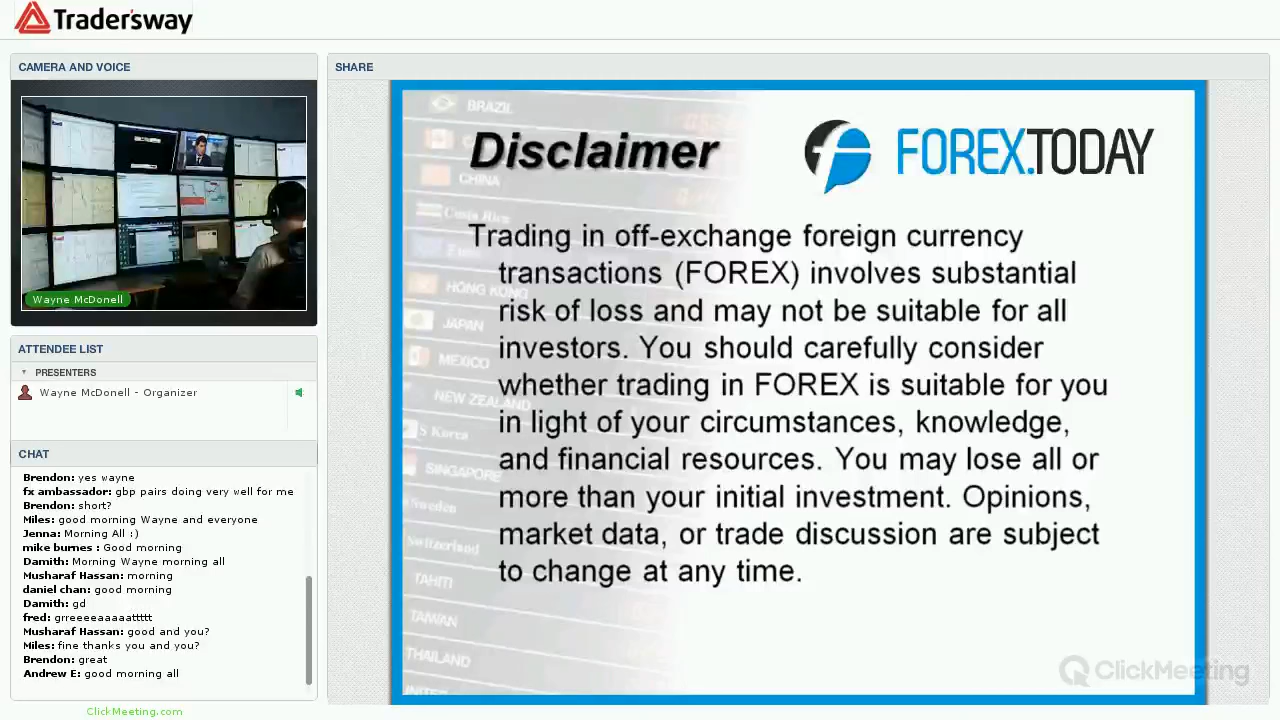 Tradersway
CAMERA AND VOICE
Wayne McDonell
ATTENDEE LIST
PRESENTERS
Wayne McDonell - Organizer
CHAT
Brendon: yes wayne
fx ambassador: gbp pairs doing very well for me
Brendon: short?
Miles: good morning Wayne and everyone
Jenna: Morning All :)
mike burnes : Good morning
Damith: Morning Wayne morning all
Musharaf Hassan: morning
daniel chan: good morning
Damith: gd
fred: grreeeeaaaaattttt
Musharaf Hassan: good and you?
Miles: fine thanks you and you?
Brendon: great
Andrew E: good morning all
ClickMeeting.com
SHARE
Disclaimer
FOREX.TODAY
Trading in off-exchange foreign currency
transactions (FOREX) involves substantial
risk of loss and may not be suitable for all
investors. You should carefully consider
whether trading in FOREX is suitable for you
in light of your circumstances, knowledge,
and financial resources. You may lose all or
more than your initial investment. Opinions,
market data, or trade discussion are subject
to change at any time.
BRAZIL
CHINA
Costa Rica
HONG KONG
JAPAN
MEXICO
NEW ZEALAND
S Korea
SINGAPORE
Sweden
Switzerland
TAHITI
TAIWAN
THAILAND
ClickMeeting